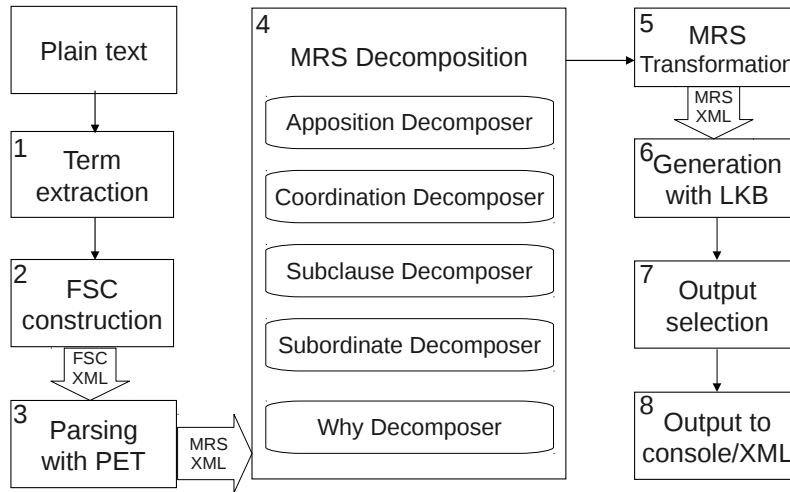 Plain text
1
Term
extraction
2
FSC
construction
FSC
XML
3
Parsing
with PET
MRS
XML
4
MRS Decomposition
Apposition Decomposer
Coordination Decomposer
Subclause Decomposer
Subordinate Decomposer
Why Decomposer
5
MRS
Transformation
MRS
XML
6
Generation
with LKB
7
Output
selection
8
Output to
console/XML